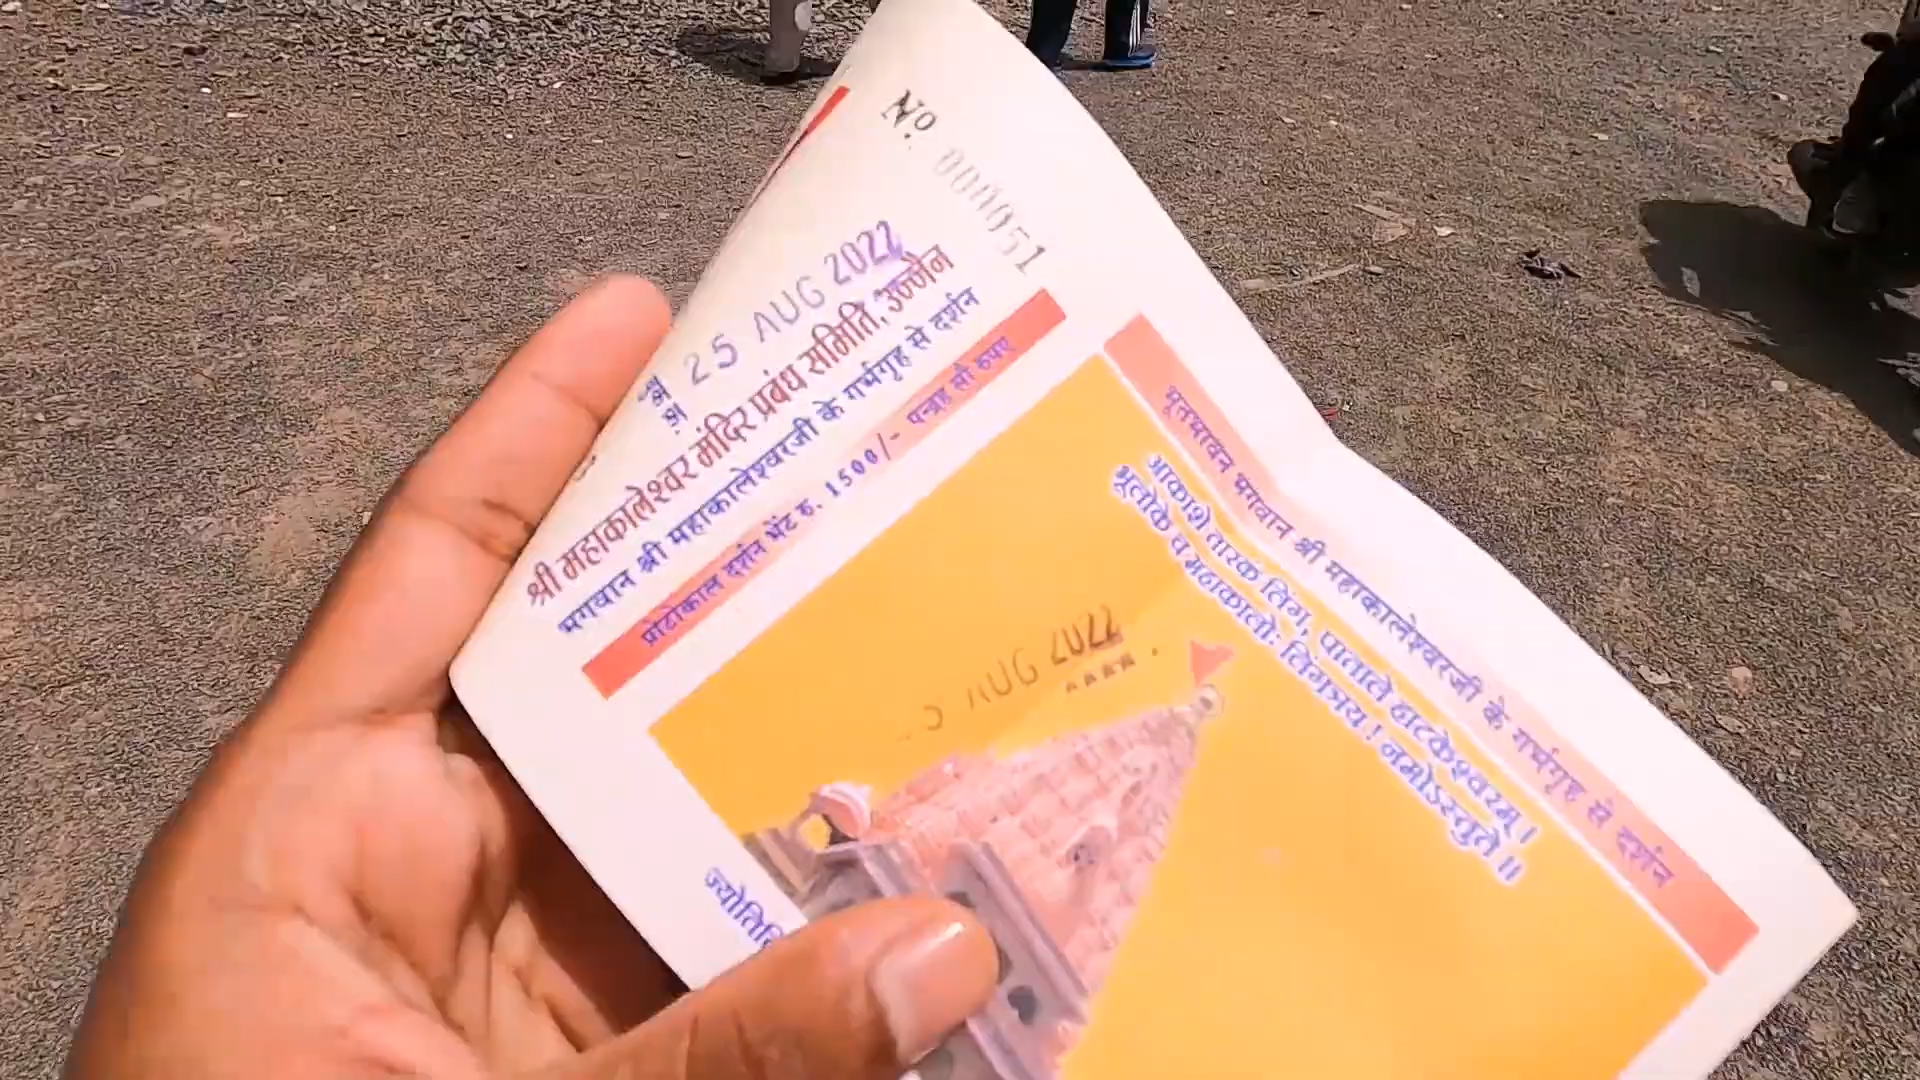 No. 000051
25 AUG 2022
श्री महाकालेश्वर मंदिर प्रबंध समिति, उज्जैन
भगवान श्री महाकालेश्वरजी के गर्भगृह से दर्शन
प्रोटोकाल दर्शन भेंट रु. 1500/- पन्द्रह सौ रुपए
भूतभावन भगवान श्री महाकालेश्वरजी के गर्भगृह से दर्शन
आकाशे तारक लिंग, पाताले हाटकेश्वरम् ।
भूलोके च महाकालोः लिंगत्रय ! नमोऽस्तुते ॥
AUG 2022